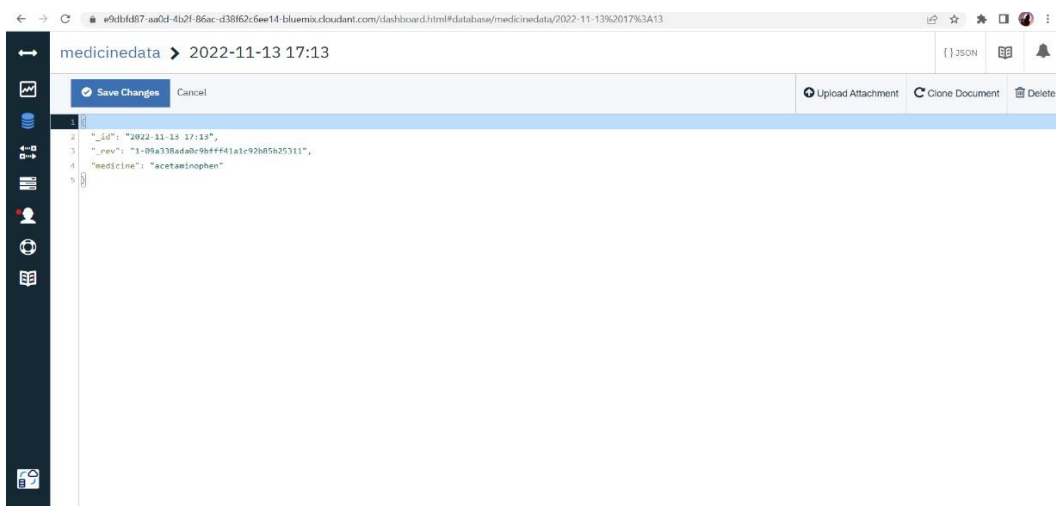 e9dbfd87-aa0d-4b2f-86ac-d38f62c6ee14-bluemix.cloudant.com/dashboard.html#database/medicinedata/2022-11-13%2017%3A13
medicinedata > 2022-11-13 17:13
{ } JSON
Save Changes Cancel
Upload Attachment Clone Document Delete
1 {
2 "_id": "2022-11-13 17:13",
3 "_rev": "1-09a338ada0c9bfff41a1c92b85b25311",
4 "medicine": "acetaminophen"
5 }